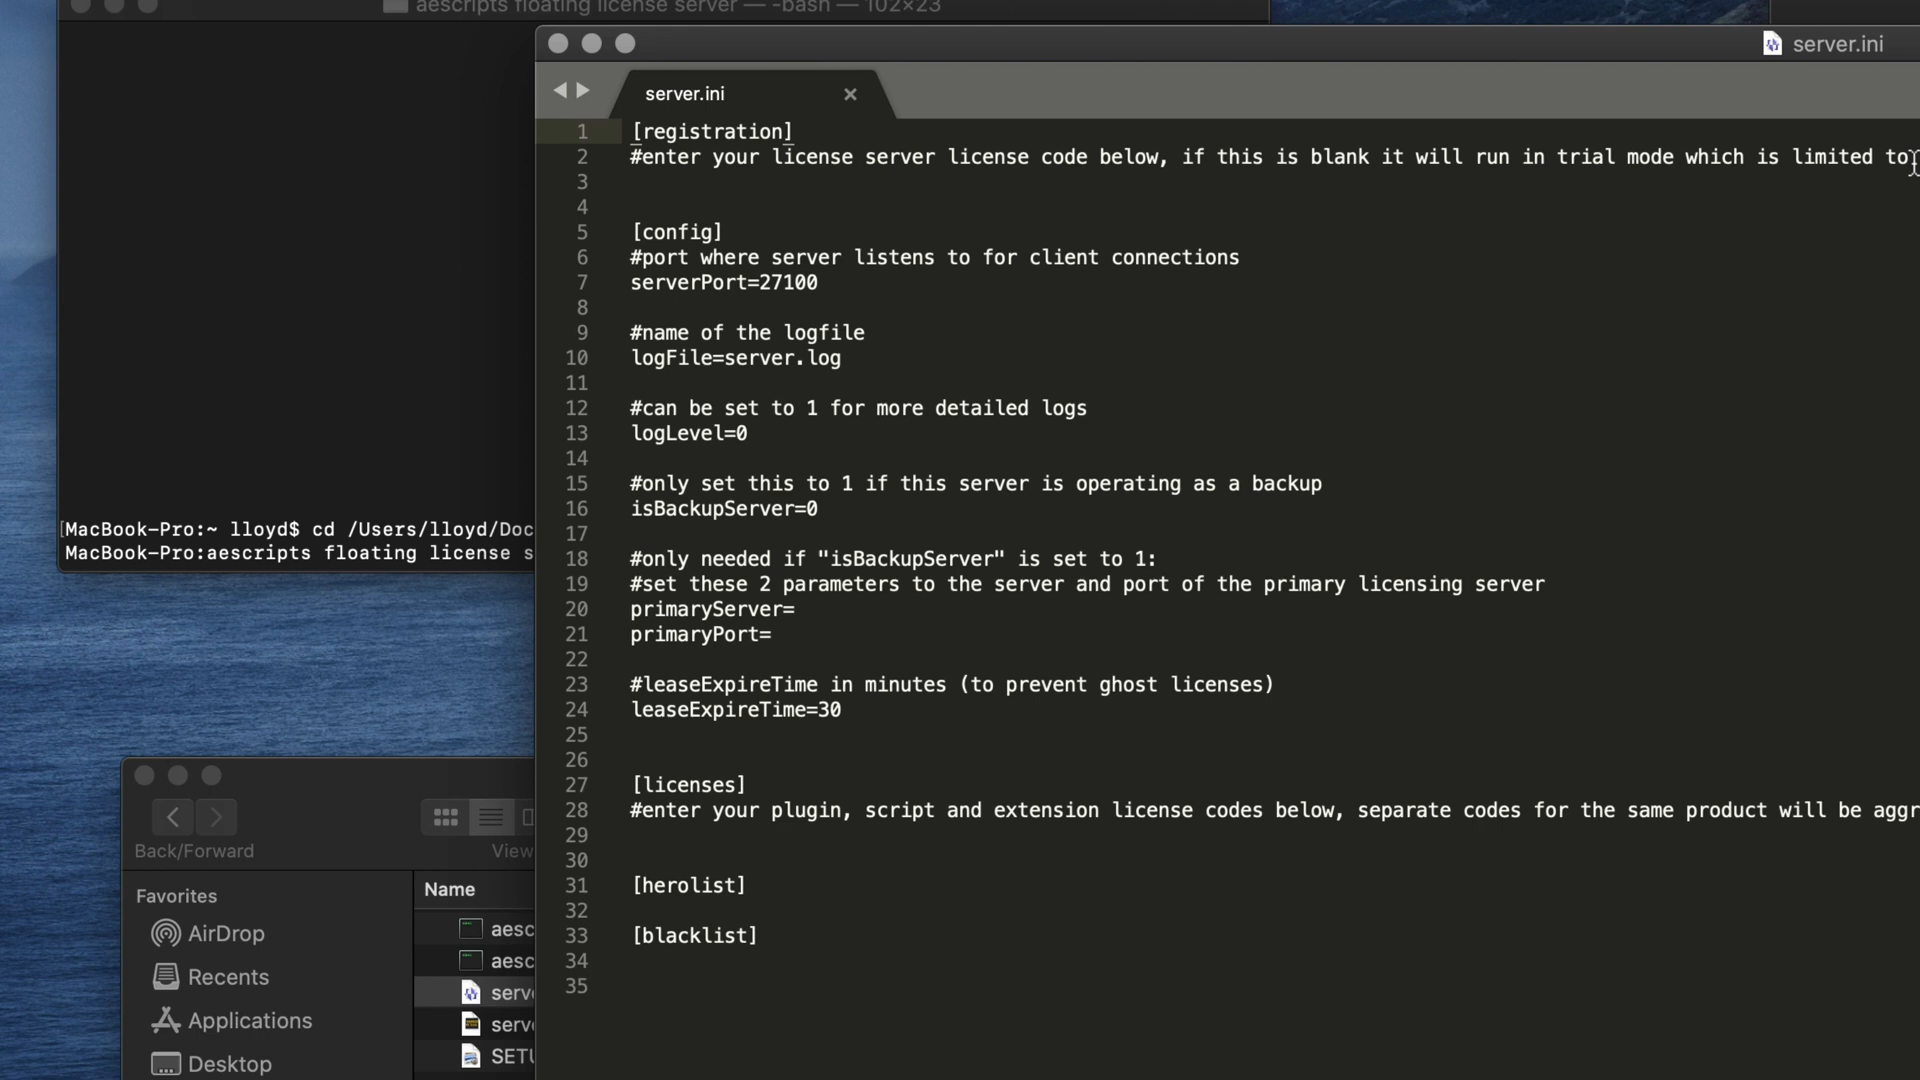 aescripts floating license server — -bash — 102×23
server.ini
server.ini
1 [registration]
2 #enter your license server license code below, if this is blank it will run in trial mode which is limited to
3
4
5 [config]
6 #port where server listens to for client connections
7 serverPort=27100
8
9 #name of the logfile
10 logFile=server.log
11
12 #can be set to 1 for more detailed logs
13 logLevel=0
14
15 #only set this to 1 if this server is operating as a backup
16 isBackupServer=0
17
18 #only needed if "isBackupServer" is set to 1:
19 #set these 2 parameters to the server and port of the primary licensing server
20 primaryServer=
21 primaryPort=
22
23 #leaseExpireTime in minutes (to prevent ghost licenses)
24 leaseExpireTime=30
25
26
27 [licenses]
28 #enter your plugin, script and extension license codes below, separate codes for the same product will be aggr
29
30
31 [herolist]
32
33 [blacklist]
34
35
[MacBook-Pro:~ lloyd$ cd /Users/lloyd/Doc
MacBook-Pro:aescripts floating license s
Back/Forward
View
Favorites
AirDrop
Recents
Applications
Desktop
Name
aesc
aesc
serve
serve
SETU